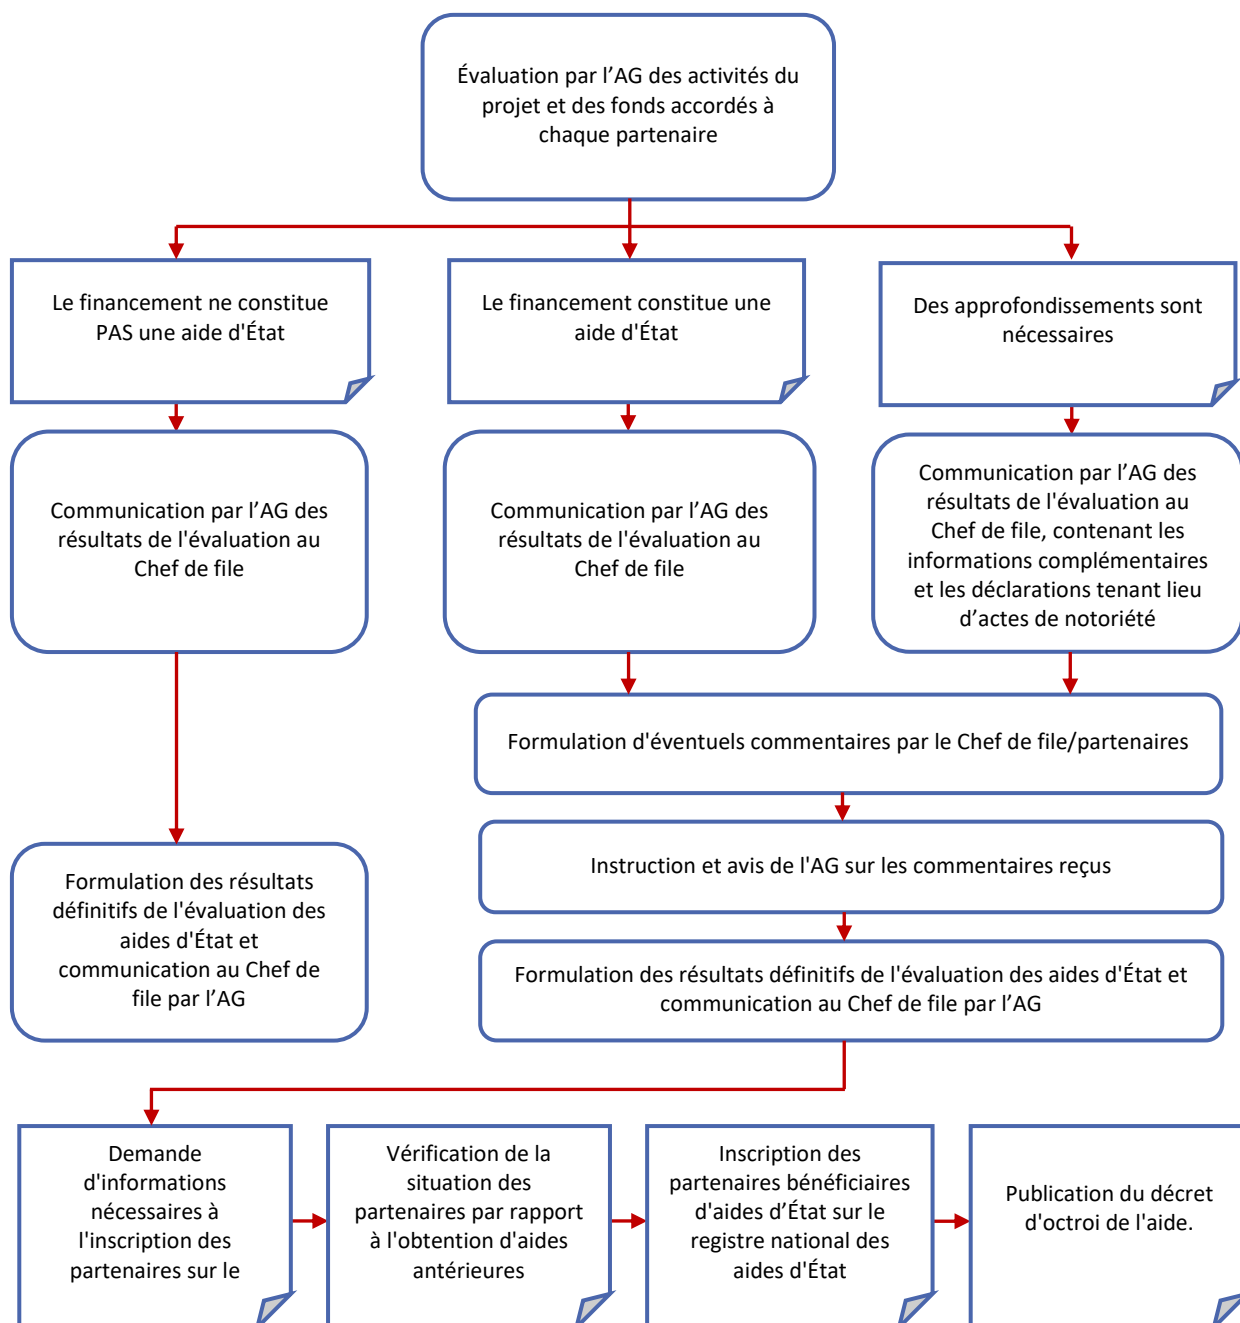 Évaluation par l’AG des activités du
projet et des fonds accordés à
chaque partenaire
Le financement ne constitue
PAS une aide d'État
Le financement constitue une
aide d'État
Des approfondissements sont
nécessaires
Communication par l’AG des
résultats de l'évaluation au
Chef de file
Communication par l’AG des
résultats de l'évaluation au
Chef de file
Communication par l’AG des
résultats de l'évaluation au
Chef de file, contenant les
informations complémentaires
et les déclarations tenant lieu
d’actes de notoriété
Formulation d'éventuels commentaires par le Chef de file/partenaires
Instruction et avis de l'AG sur les commentaires reçus
Formulation des résultats
définitifs de l'évaluation des
aides d'État et
communication au Chef de
file par l’AG
Formulation des résultats définitifs de l'évaluation des aides d'État et
communication au Chef de file par l’AG
Demande
d'informations
nécessaires à
l'inscription des
partenaires sur le
Vérification de la
situation des
partenaires par rapport
à l'obtention d'aides
antérieures
Inscription des
partenaires bénéficiaires
d'aides d’État sur le
registre national des
aides d'État
Publication du décret
d'octroi de l'aide.